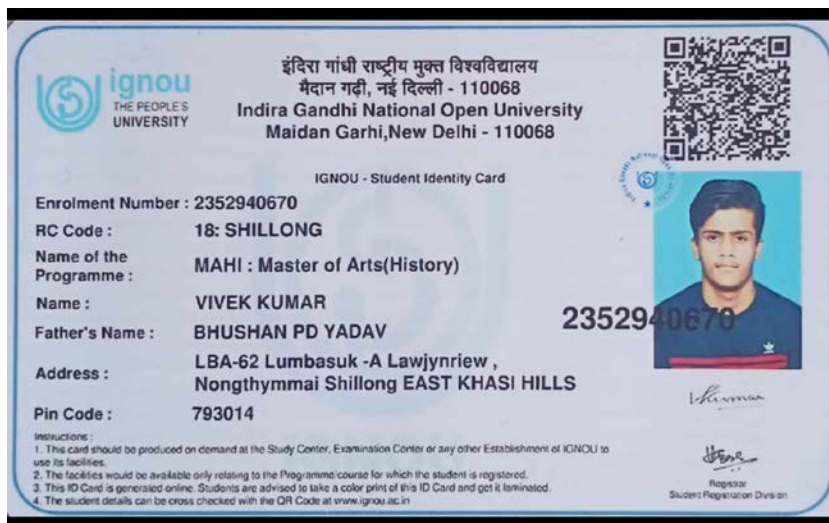 इंदिरा गांधी राष्ट्रीय मुक्त विश्वविद्यालय
मैदान गढ़ी, नई दिल्ली - 110068
Indira Gandhi National Open University
Maidan Garhi,New Delhi - 110068
ignou
THE PEOPLE'S
UNIVERSITY
IGNOU - Student Identity Card
Enrolment Number : 2352940670
RC Code : 18: SHILLONG
Name of the
Programme : MAHI : Master of Arts(History)
Name : VIVEK KUMAR
Father's Name : BHUSHAN PD YADAV
Address : LBA-62 Lumbasuk -A Lawjynriew ,
Nongthymmai Shillong EAST KHASI HILLS
Pin Code : 793014
2352940670
Instructions :
1. This card should be produced on demand at the Study Center, Examination Center or any other Establishment of IGNOU to
use its facilities.
2. The facilities would be available only relating to the Programme/course for which the student is registered.
3. This ID Card is generated online. Students are advised to take a color print of this ID Card and get it laminated.
4. The student details can be cross checked with the QR Code at www.ignou.ac.in
Registrar
Student Registration Division